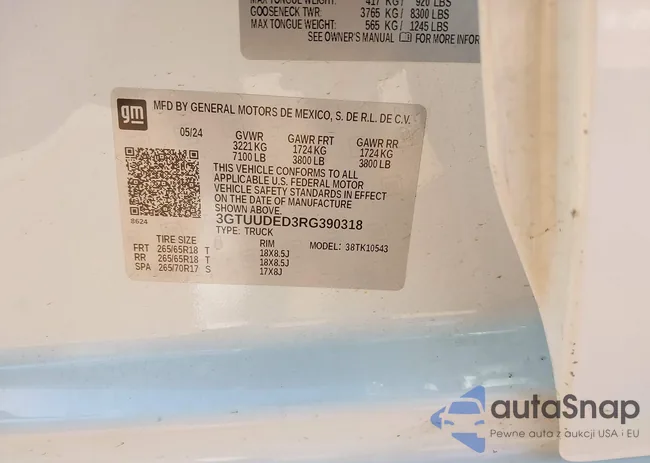 MAX TONGUE WEIGHT: 417 KG/ 920 LBS
GOOSENECK TWR: 3765 KG/ 8300 LBS
MAX TONGUE WEIGHT: 565 KG/ 1245 LBS
SEE OWNER'S MANUAL FOR MORE INFOR
gm MFD BY GENERAL MOTORS DE MEXICO, S. DE R.L. DE C.V.
05/24 GVWR GAWR FRT GAWR RR
3221 KG 1724 KG 1724 KG
7100 LB 3800 LB 3800 LB
THIS VEHICLE CONFORMS TO ALL
APPLICABLE U.S. FEDERAL MOTOR
VEHICLE SAFETY STANDARDS IN EFFECT
ON THE DATE OF MANUFACTURE
SHOWN ABOVE.
8624
3GTUUDED3RG390318
TYPE: TRUCK
TIRE SIZE RIM MODEL: 38TK10543
FRT 265/65R18 T 18X8.5J
RR 265/65R18 T 18X8.5J
SPA 265/70R17 S 17X8J
autaSnap
Pewne auta z aukcji USA i EU